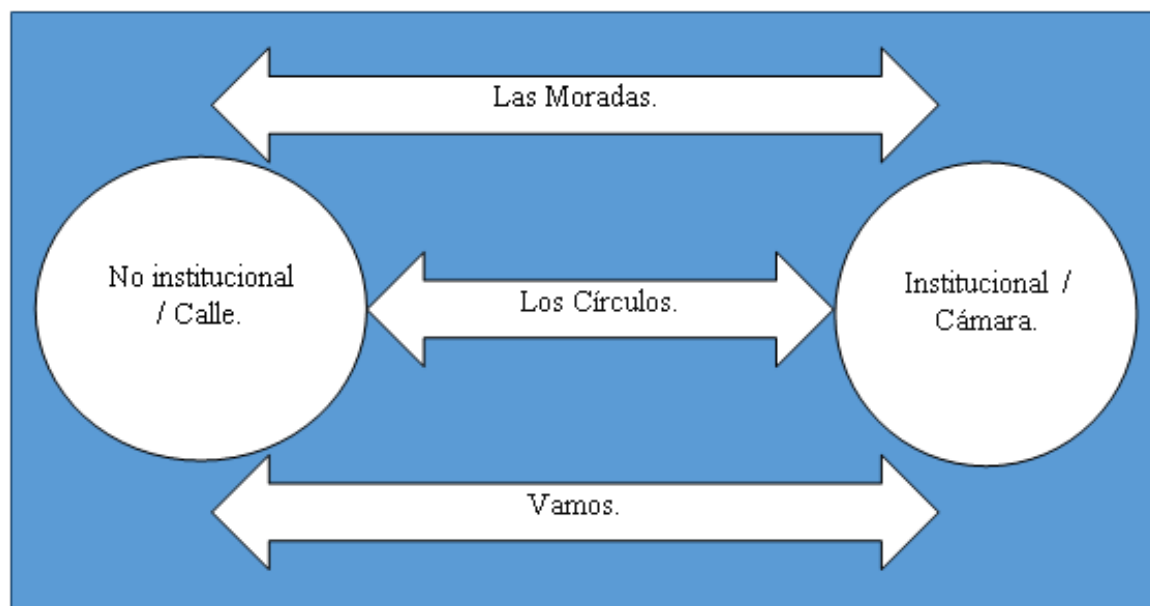 Las Moradas.
No institucional
/ Calle.
Los Círculos.
Institucional /
Cámara.
Vamos.